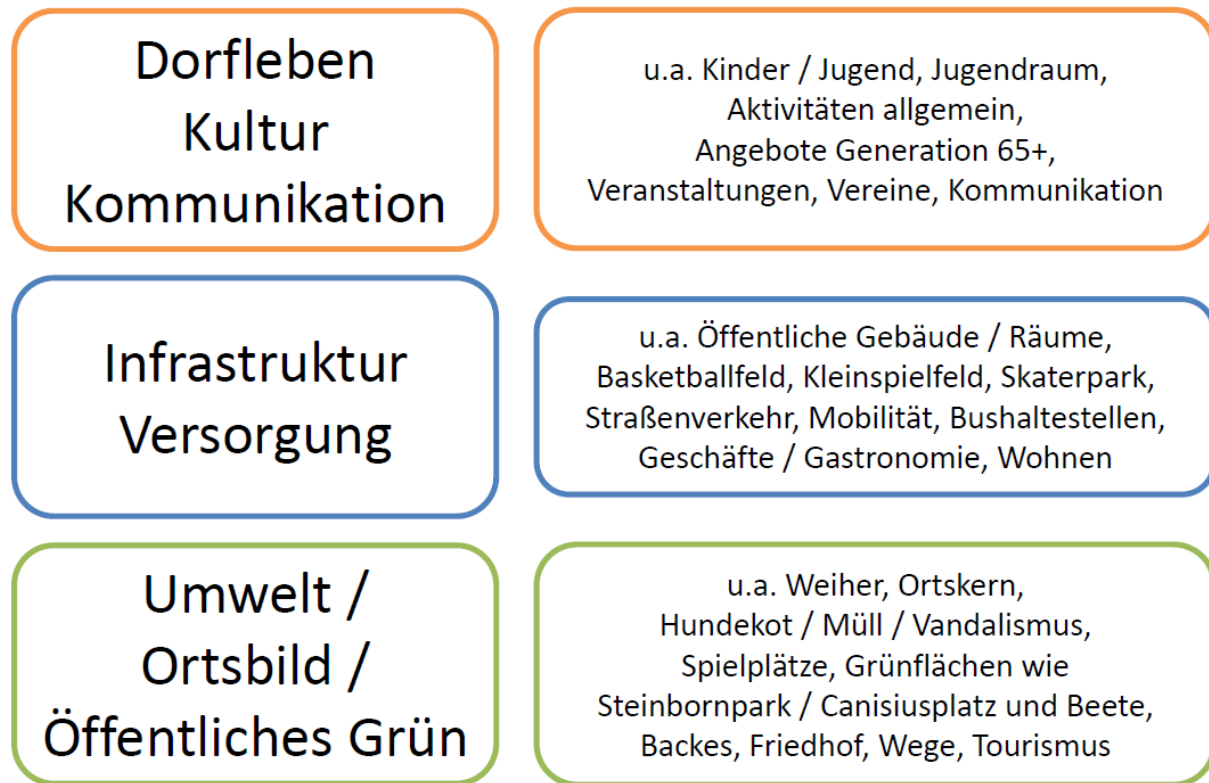 Dorfleben
Kultur
Kommunikation
u.a. Kinder / Jugend, Jugendraum,
Aktivitäten allgemein,
Angebote Generation 65+,
Veranstaltungen, Vereine, Kommunikation
Infrastruktur
Versorgung
u.a. Öffentliche Gebäude / Räume,
Basketballfeld, Kleinspielfeld, Skaterpark,
Straßenverkehr, Mobilität, Bushaltestellen,
Geschäfte / Gastronomie, Wohnen
Umwelt /
Ortsbild /
Öffentliches Grün
u.a. Weiher, Ortskern,
Hundekot / Müll / Vandalismus,
Spielplätze, Grünflächen wie
Steinbornpark / Canisiusplatz und Beete,
Backes, Friedhof, Wege, Tourismus